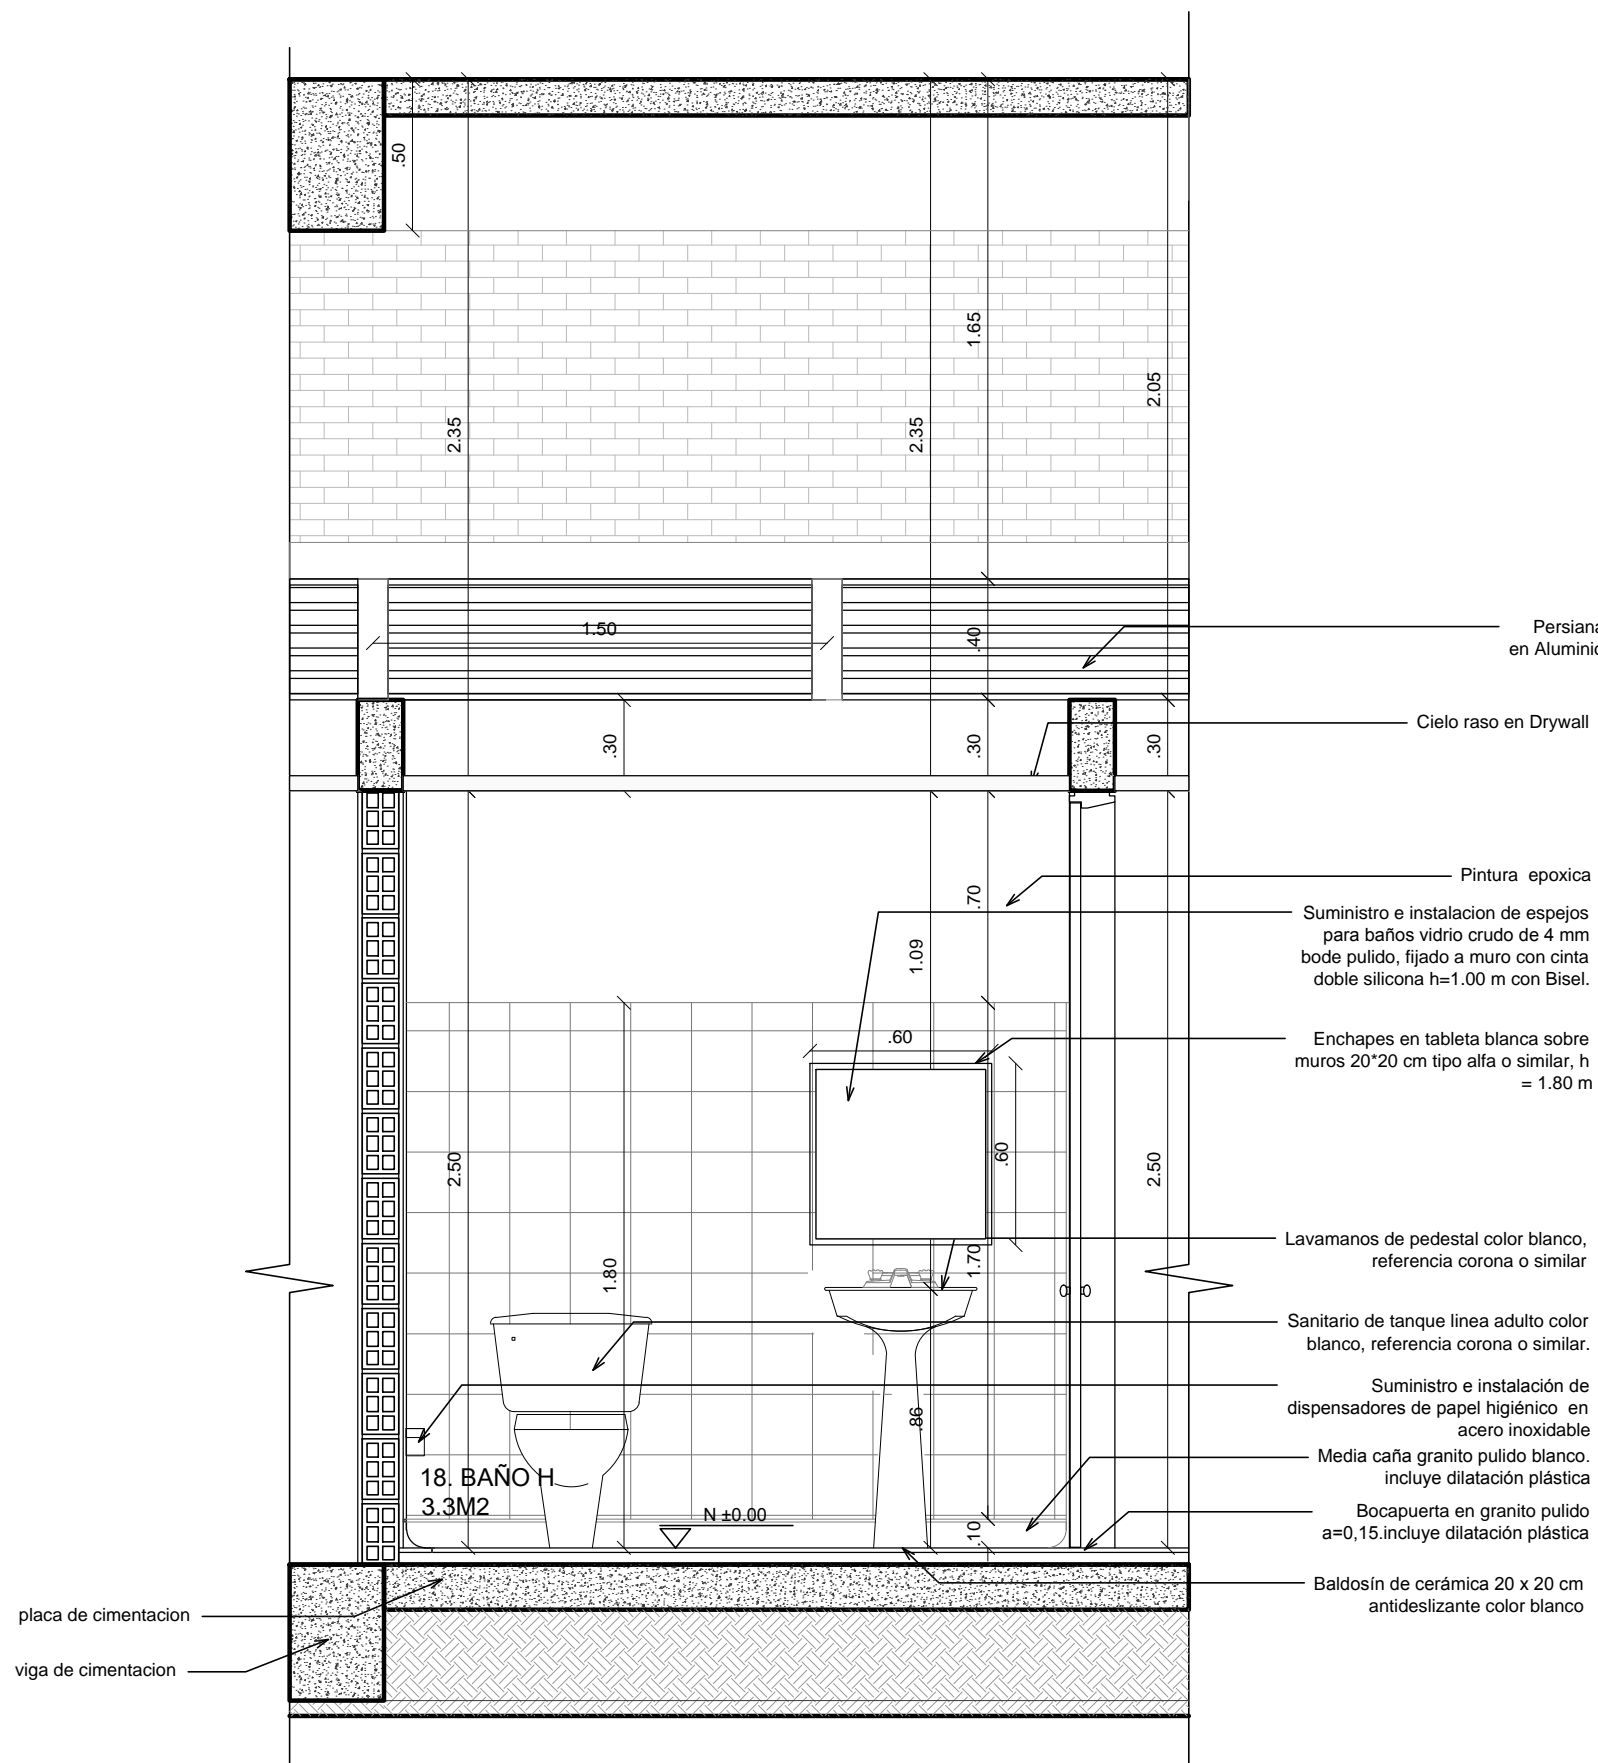 .50
1.65
2.05
2.35
2.35
1.50
.40
Persiana
en Aluminio
.30
.30
.30
Cielo raso en Drywall
.70
1.09
Pintura epoxica
Suministro e instalacion de espejos
para baños vidrio crudo de 4 mm
bode pulido, fijado a muro con cinta
doble silicona h=1.00 m con Bisel.
.60
Enchapes en tableta blanca sobre
muros 20*20 cm tipo alfa o similar, h
= 1.80 m
2.50
.60
2.50
1.80
1.70
Lavamanos de pedestal color blanco,
referencia corona o similar
Sanitario de tanque linea adulto color
blanco, referencia corona o similar.
Suministro e instalación de
dispensadores de papel higiénico en
acero inoxidable
.86
18. BAÑO H
3.3M2
Media caña granito pulido blanco.
incluye dilatación plástica
N ±0.00
.10
Bocapuerta en granito pulido
a=0,15.incluye dilatación plástica
Baldosín de cerámica 20 x 20 cm
antideslizante color blanco
placa de cimentacion
viga de cimentacion